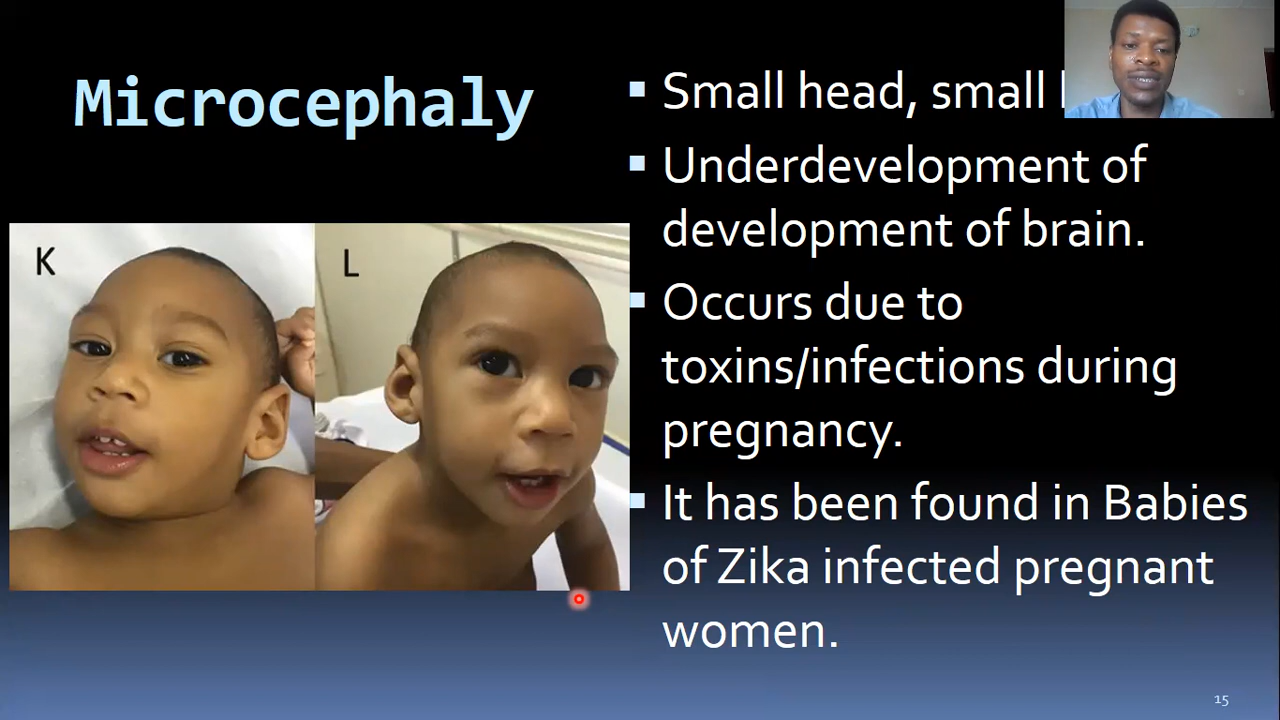 Microcephaly
Small head, small
Underdevelopment of
development of brain.
Occurs due to
toxins/infections during
pregnancy.
It has been found in Babies
of Zika infected pregnant
women.
K
L
15